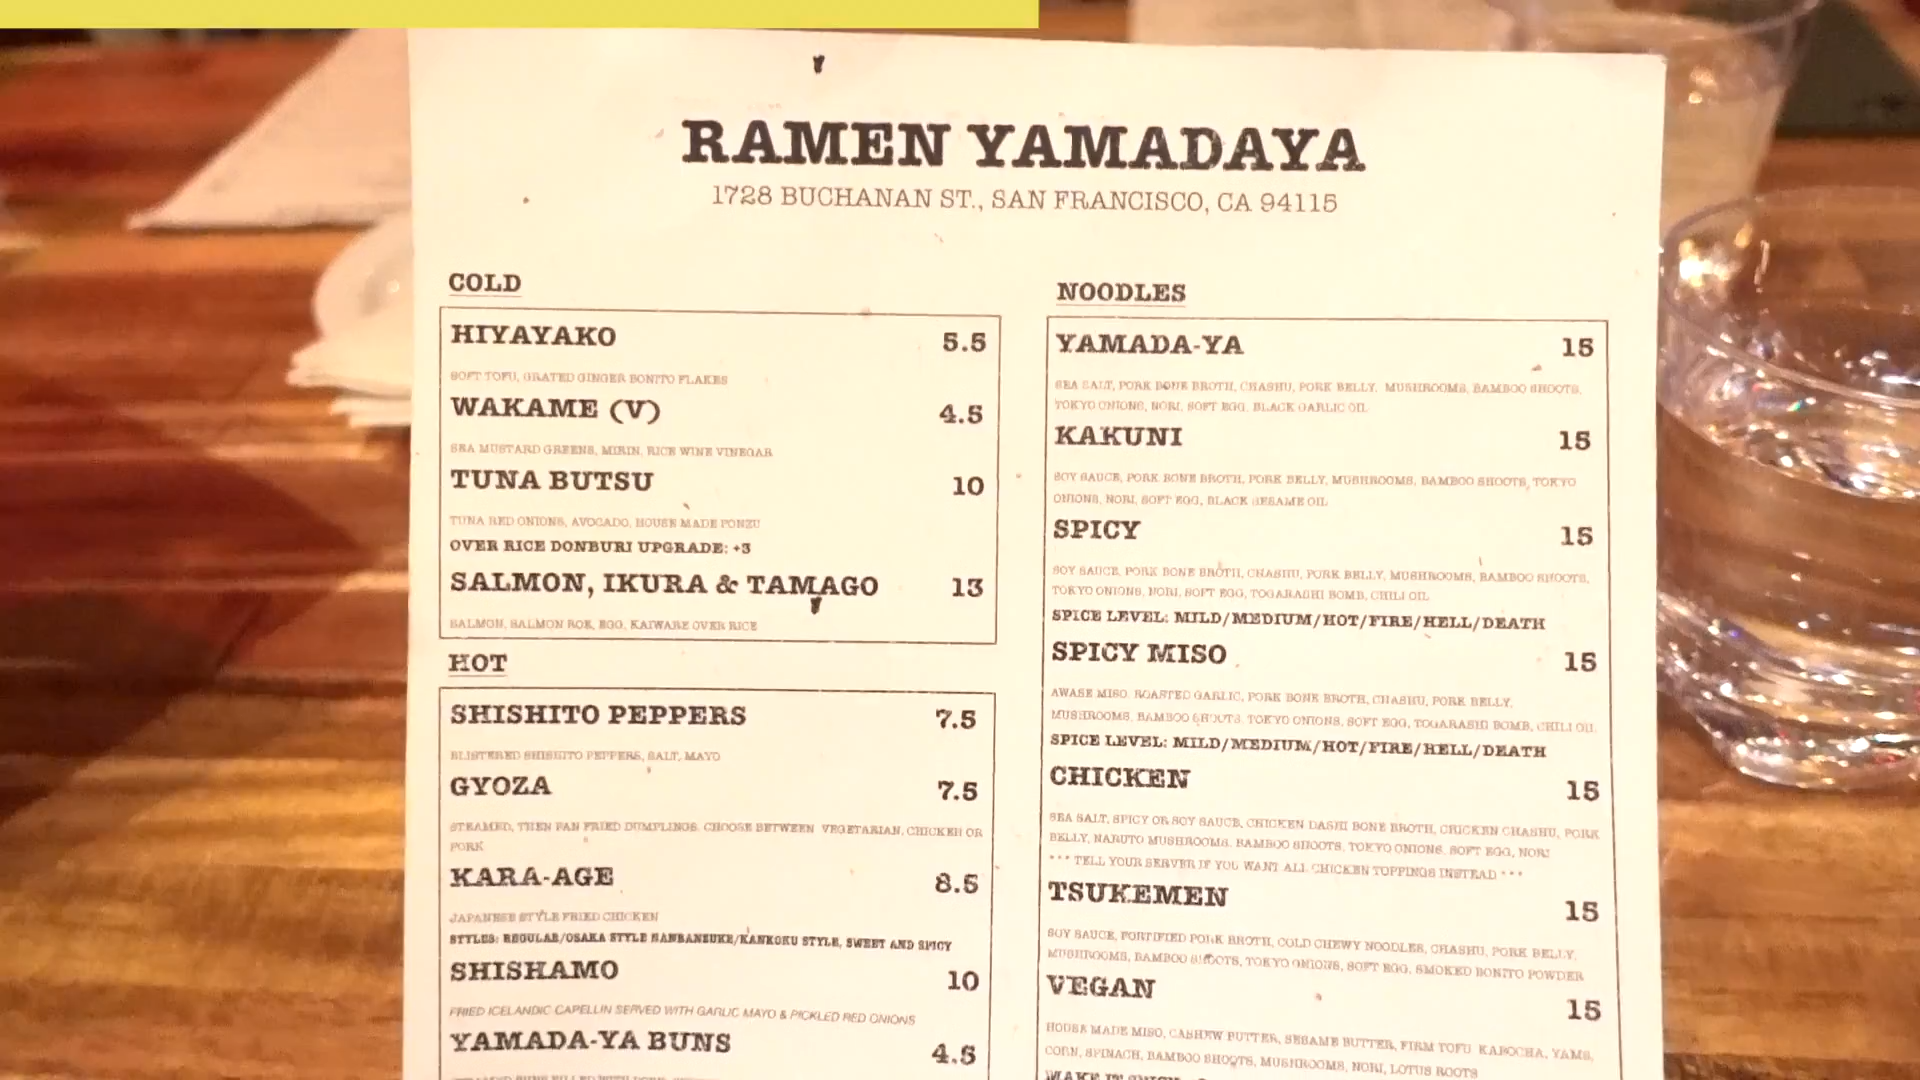 RAMEN YAMADAYA
1728 BUCHANAN ST., SAN FRANCISCO, CA 94115
COLD
HIYAYAKO 5.5
SOFT TOFU, GRATED GINGER BONITO FLAKES
WAKAME (V) 4.5
SEA MUSTARD GREENS, MIRIN, RICE WINE VINEGAR
TUNA BUTSU 10
TUNA RED ONIONS, AVOCADO, HOUSE MADE PONZU
OVER RICE DONBURI UPGRADE: +3
SALMON, IKURA & TAMAGO 13
SALMON, SALMON ROE, EGG, KAIWARE OVER RICE
HOT
SHISHITO PEPPERS 7.5
BLISTERED SHISHITO PEPPERS, SALT, MAYO
GYOZA 7.5
STEAMED, THEN PAN FRIED DUMPLINGS. CHOOSE BETWEEN VEGETARIAN, CHICKEN OR
PORK
KARA-AGE 8.5
JAPANESE STYLE FRIED CHICKEN
STYLES: REGULAR/OSAKA STYLE NANBANZUKE/KANKOKU STYLE, SWEET AND SPICY
SHISHAMO 10
FRIED ICELANDIC CAPELLIN SERVED WITH GARLIC MAYO & PICKLED RED ONIONS
YAMADA-YA BUNS 4.5
NOODLES
YAMADA-YA 15
SEA SALT, PORK BONE BROTH, CHASHU, PORK BELLY. MUSHROOMS, BAMBOO SHOOTS,
TOKYO ONIONS, NORI, SOFT EGG, BLACK GARLIC OIL
KAKUNI 15
SOY SAUCE, PORK BONE BROTH, PORK BELLY, MUSHROOMS, BAMBOO SHOOTS, TOKYO
ONIONS, NORI, SOFT EGG, BLACK SESAME OIL
SPICY 15
SOY SAUCE, PORK BONE BROTH, CHASHU, PORK BELLY, MUSHROOMS, BAMBOO SHOOTS,
TOKYO ONIONS, NORI, SOFT EGG, TOGARASHI BOMB, CHILI OIL
SPICE LEVEL: MILD/MEDIUM/HOT/FIRE/HELL/DEATH
SPICY MISO 15
AWASE MISO, ROASTED GARLIC, PORK BONE BROTH, CHASHU, PORK BELLY,
MUSHROOMS, BAMBOO SHOOTS, TOKYO ONIONS, SOFT EGG, TOGARASHI BOMB, CHILI OIL
SPICE LEVEL: MILD/MEDIUM/HOT/FIRE/HELL/DEATH
CHICKEN 15
SEA SALT, SPICY OR SOY SAUCE, CHICKEN DASHI BONE BROTH, CHICKEN CHASHU, PORK
BELLY, NARUTO MUSHROOMS, BAMBOO SHOOTS, TOKYO ONIONS, SOFT EGG, NORI
*** TELL YOUR SERVER IF YOU WANT ALL CHICKEN TOPPINGS INSTEAD ***
TSUKEMEN 15
SOY SAUCE, FORTIFIED PORK BROTH, COLD CHEWY NOODLES, CHASHU, PORK BELLY,
MUSHROOMS, BAMBOO SHOOTS, TOKYO ONIONS, SOFT EGG, SMOKED BONITO POWDER
VEGAN 15
HOUSE MADE MISO, CASHEW BUTTER, SESAME BUTTER, FIRM TOFU KABOCHA, YAMS,
CORN, SPINACH, BAMBOO SHOOTS, MUSHROOMS, NORI, LOTUS ROOTS